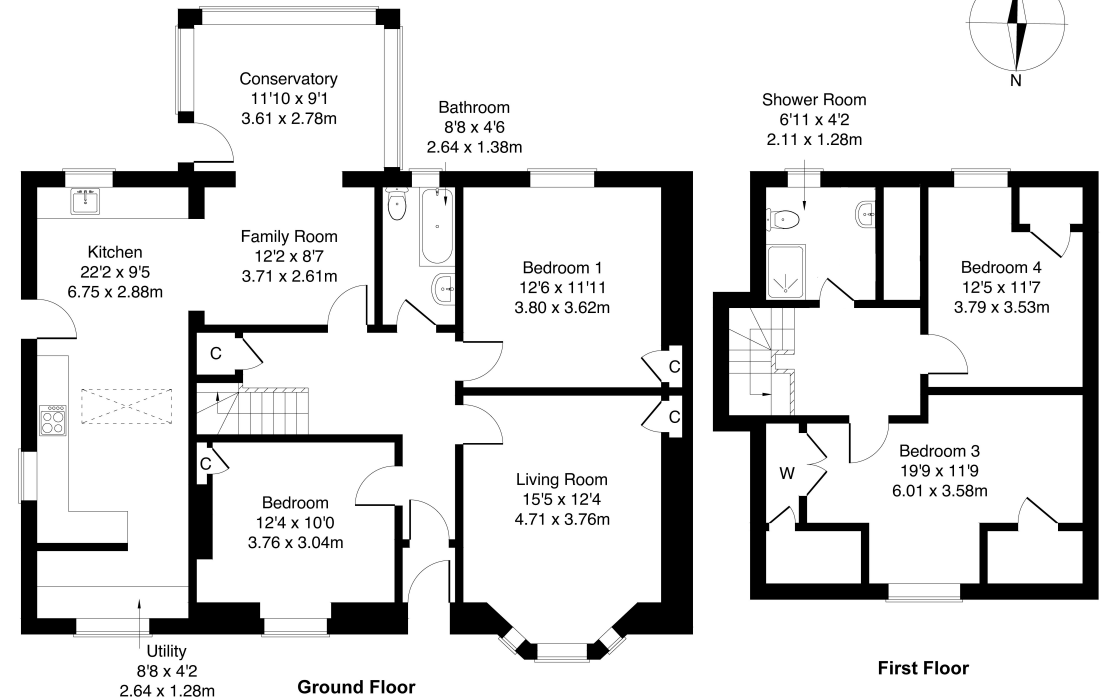 Conservatory
11'10 x 9'1
3.61 x 2.78m
Bathroom
8'8 x 4'6
2.64 x 1.38m
Kitchen
22'2 x 9'5
6.75 x 2.88m
Family Room
12'2 x 8'7
3.71 x 2.61m
Bedroom 1
12'6 x 11'11
3.80 x 3.62m
C
C
C
C
Bedroom
12'4 x 10'0
3.76 x 3.04m
Living Room
15'5 x 12'4
4.71 x 3.76m
Utility
8'8 x 4'2
2.64 x 1.28m
Ground Floor
N
Shower Room
6'11 x 4'2
2.11 x 1.28m
Bedroom 4
12'5 x 11'7
3.79 x 3.53m
W
Bedroom 3
19'9 x 11'9
6.01 x 3.58m
First Floor